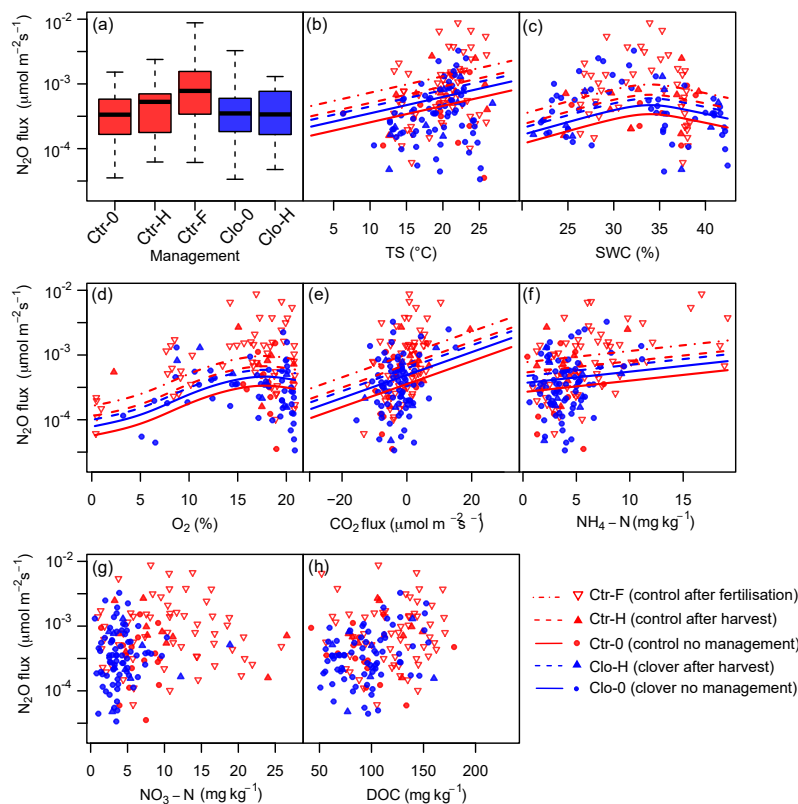 (a) (b) (c)
N₂O flux (μmol m⁻²s⁻¹)
10⁻²
10⁻³
10⁻⁴
Ctr-0 Ctr-H Ctr-F Clo-0 Clo-H
Management
5 10 15 20 25
TS (°C)
25 30 35 40
SWC (%)
(d) (e) (f)
N₂O flux (μmol m⁻²s⁻¹)
10⁻²
10⁻³
10⁻⁴
0 5 10 15 20
O₂ (%)
−20 0 20
CO₂ flux (μmol m⁻²s⁻¹)
0 5 10 15
NH₄ − N (mg kg⁻¹)
(g) (h)
N₂O flux (μmol m⁻²s⁻¹)
10⁻²
10⁻³
10⁻⁴
0 5 10 15 20 25
NO₃ − N (mg kg⁻¹)
50 100 150 200
DOC (mg kg⁻¹)
Ctr-F (control after fertilisation)
Ctr-H (control after harvest)
Ctr-0 (control no management)
Clo-H (clover after harvest)
Clo-0 (clover no management)